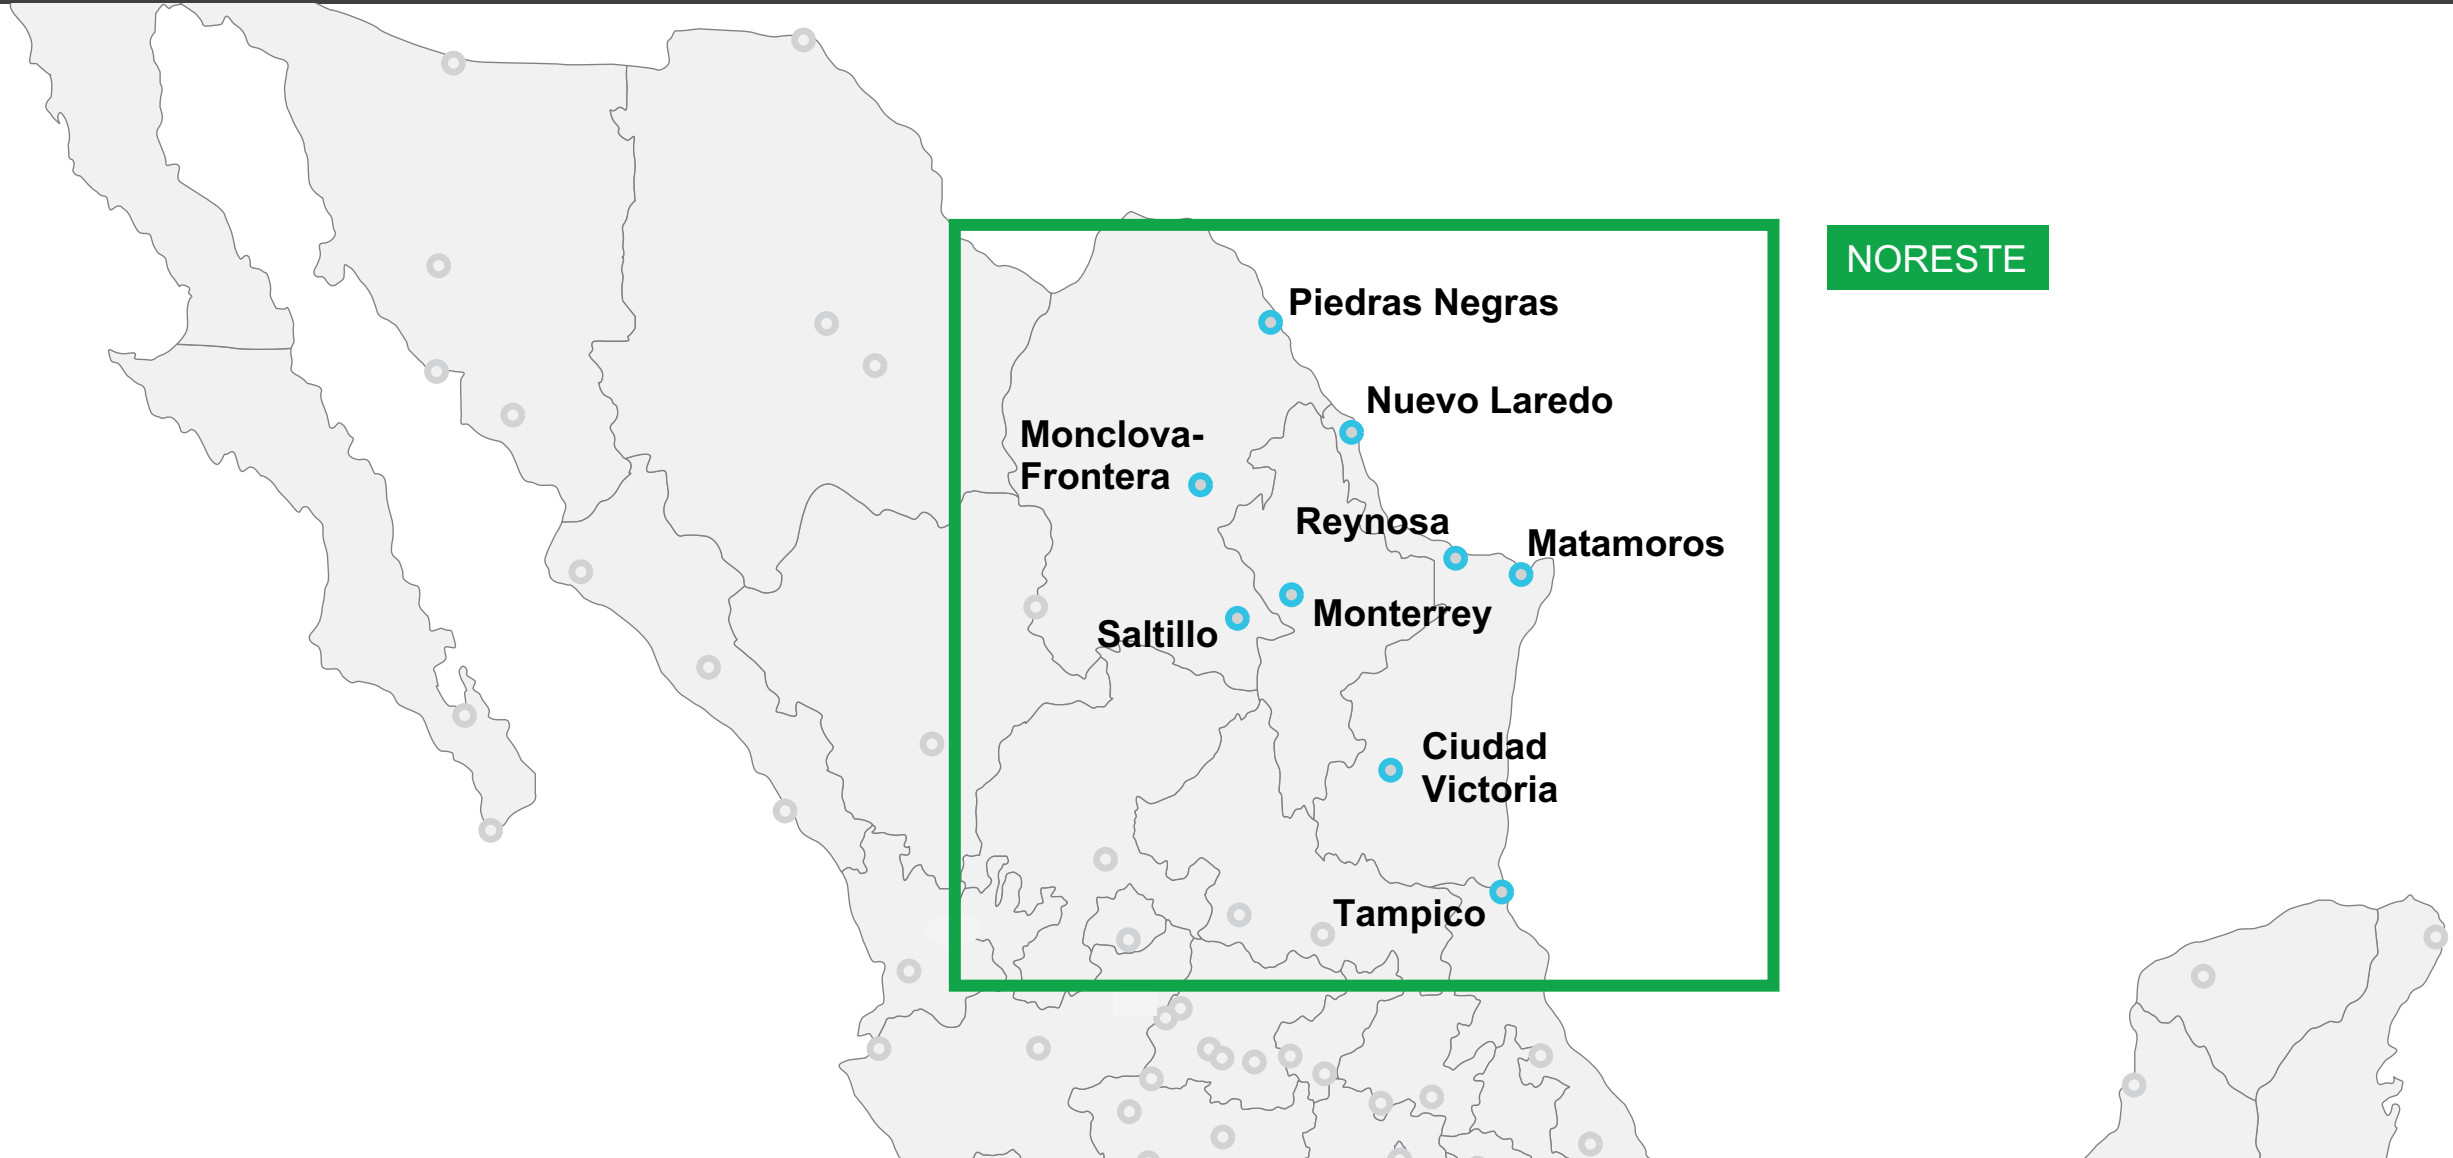 NORESTE
Piedras Negras
Nuevo Laredo
Monclova-
Frontera
Reynosa
Matamoros
Monterrey
Saltillo
Ciudad
Victoria
Tampico